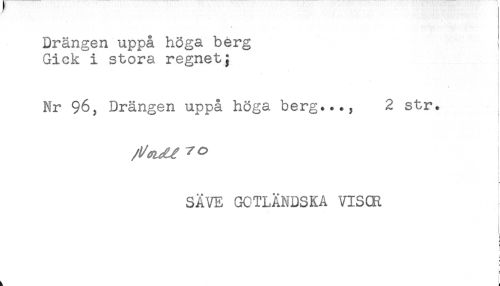 Drängen uppå höga berg
Gick i stora regnet;
Nr 96, Drängen uppå höga berg..., 2 str.
Nordl 70
SÄVE GOTLÄNDSKA VISOR